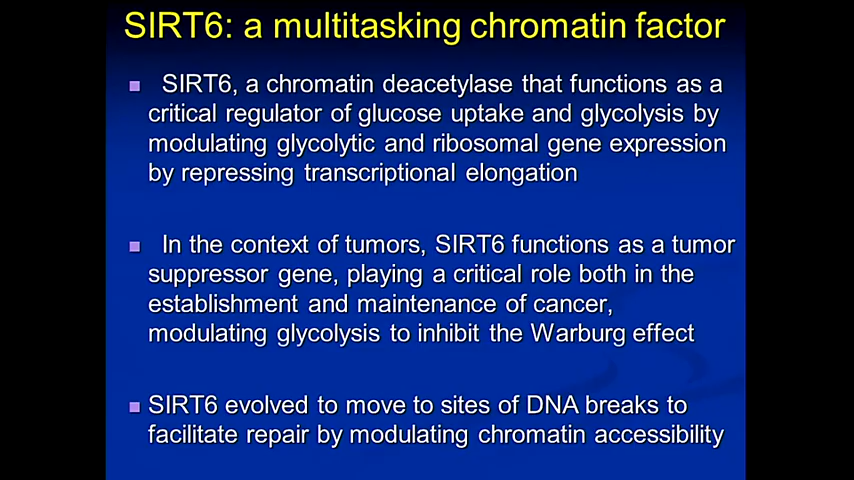 SIRT6: a multitasking chromatin factor
SIRT6, a chromatin deacetylase that functions as a
critical regulator of glucose uptake and glycolysis by
modulating glycolytic and ribosomal gene expression
by repressing transcriptional elongation
In the context of tumors, SIRT6 functions as a tumor
suppressor gene, playing a critical role both in the
establishment and maintenance of cancer,
modulating glycolysis to inhibit the Warburg effect
SIRT6 evolved to move to sites of DNA breaks to
facilitate repair by modulating chromatin accessibility